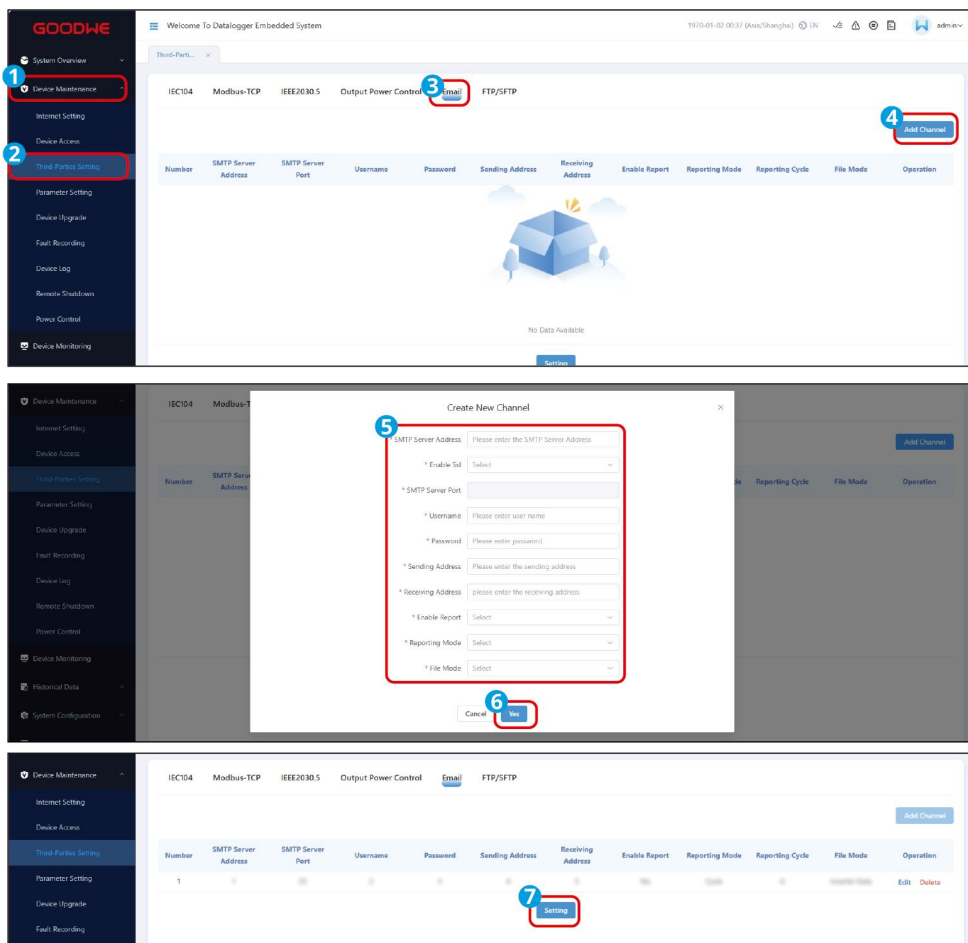 GOODWE
Welcome To Datalogger Embedded System
1970-01-02 00:37 (Asia/Shanghai) EN
admin
Third-Parti... ×
System Overview
1
Device Maintenance
Internet Setting
Device Access
2
Third-Parties Setting
Parameter Setting
Device Upgrade
Fault Recording
Device Log
Remote Shutdown
Power Control
Device Monitoring
IEC104 Modbus-TCP IEEE2030.5 Output Power Control 3 Email FTP/SFTP
4
Add Channel
Number SMTP Server Address SMTP Server Port Username Password Sending Address Receiving Address Enable Report Reporting Mode Reporting Cycle File Mode Operation
No Data Available
Setting
Device Maintenance
Internet Setting
Device Access
Third-Parties Setting
Parameter Setting
Device Upgrade
Fault Recording
Device Log
Remote Shutdown
Power Control
Device Monitoring
Historical Data
System Configuration
IEC104 Modbus-T
Add Channel
Number SMTP Serv Address
Reporting Cycle File Mode Operation
Create New Channel ×
5
* SMTP Server Address Please enter the SMTP Server Address
* Enable Ssl Select
* SMTP Server Port
* Username Please enter user name
* Password Please enter password
* Sending Address Please enter the sending address
* Receiving Address please enter the receiving address
* Enable Report Select
* Reporting Mode Select
* File Mode Select
6
Cancel Yes
Device Maintenance
Internet Setting
Device Access
Third-Parties Setting
Parameter Setting
Device Upgrade
Fault Recording
IEC104 Modbus-TCP IEEE2030.5 Output Power Control Email FTP/SFTP
Add Channel
Number SMTP Server Address SMTP Server Port Username Password Sending Address Receiving Address Enable Report Reporting Mode Reporting Cycle File Mode Operation
1 Edit Delete
7
Setting